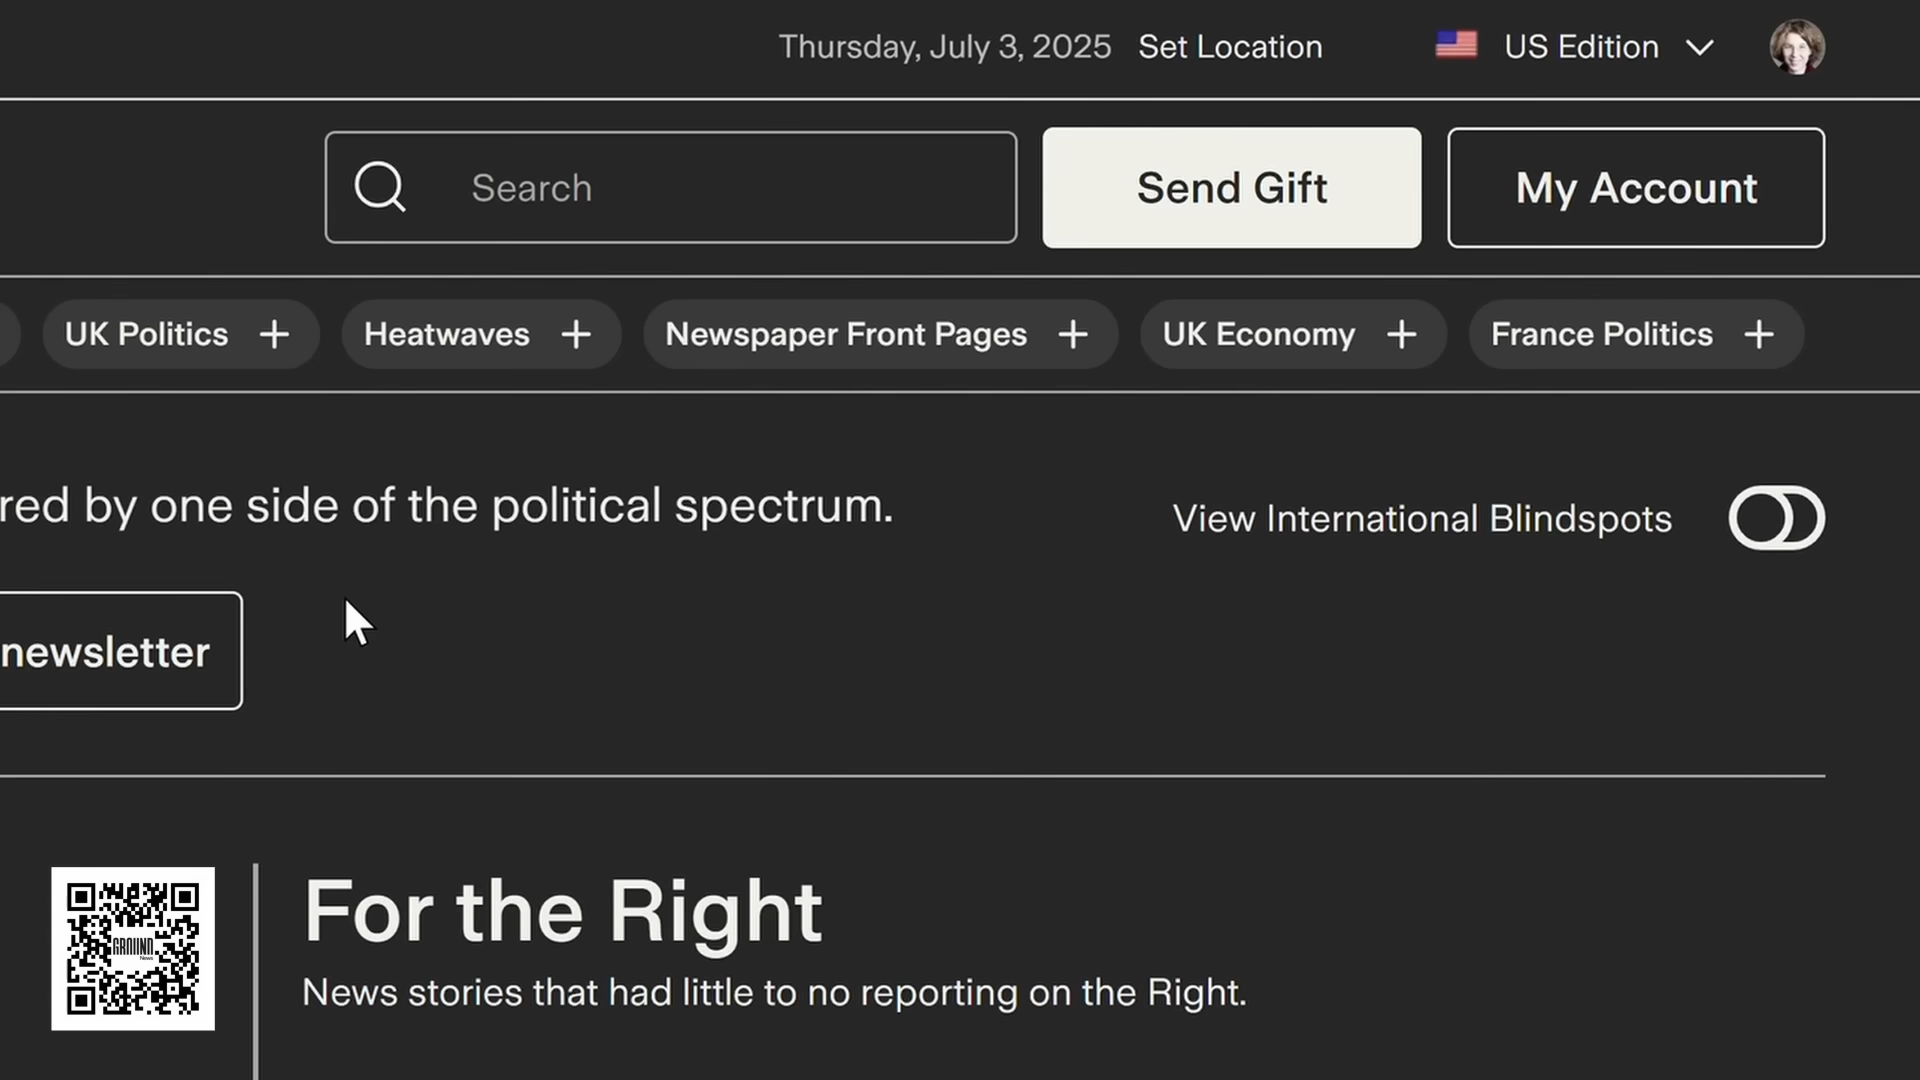 Thursday, July 3, 2025 Set Location US Edition
Search Send Gift My Account
UK Politics + Heatwaves + Newspaper Front Pages + UK Economy + France Politics +
red by one side of the political spectrum.
View International Blindspots
newsletter
GROUND
News
For the Right
News stories that had little to no reporting on the Right.